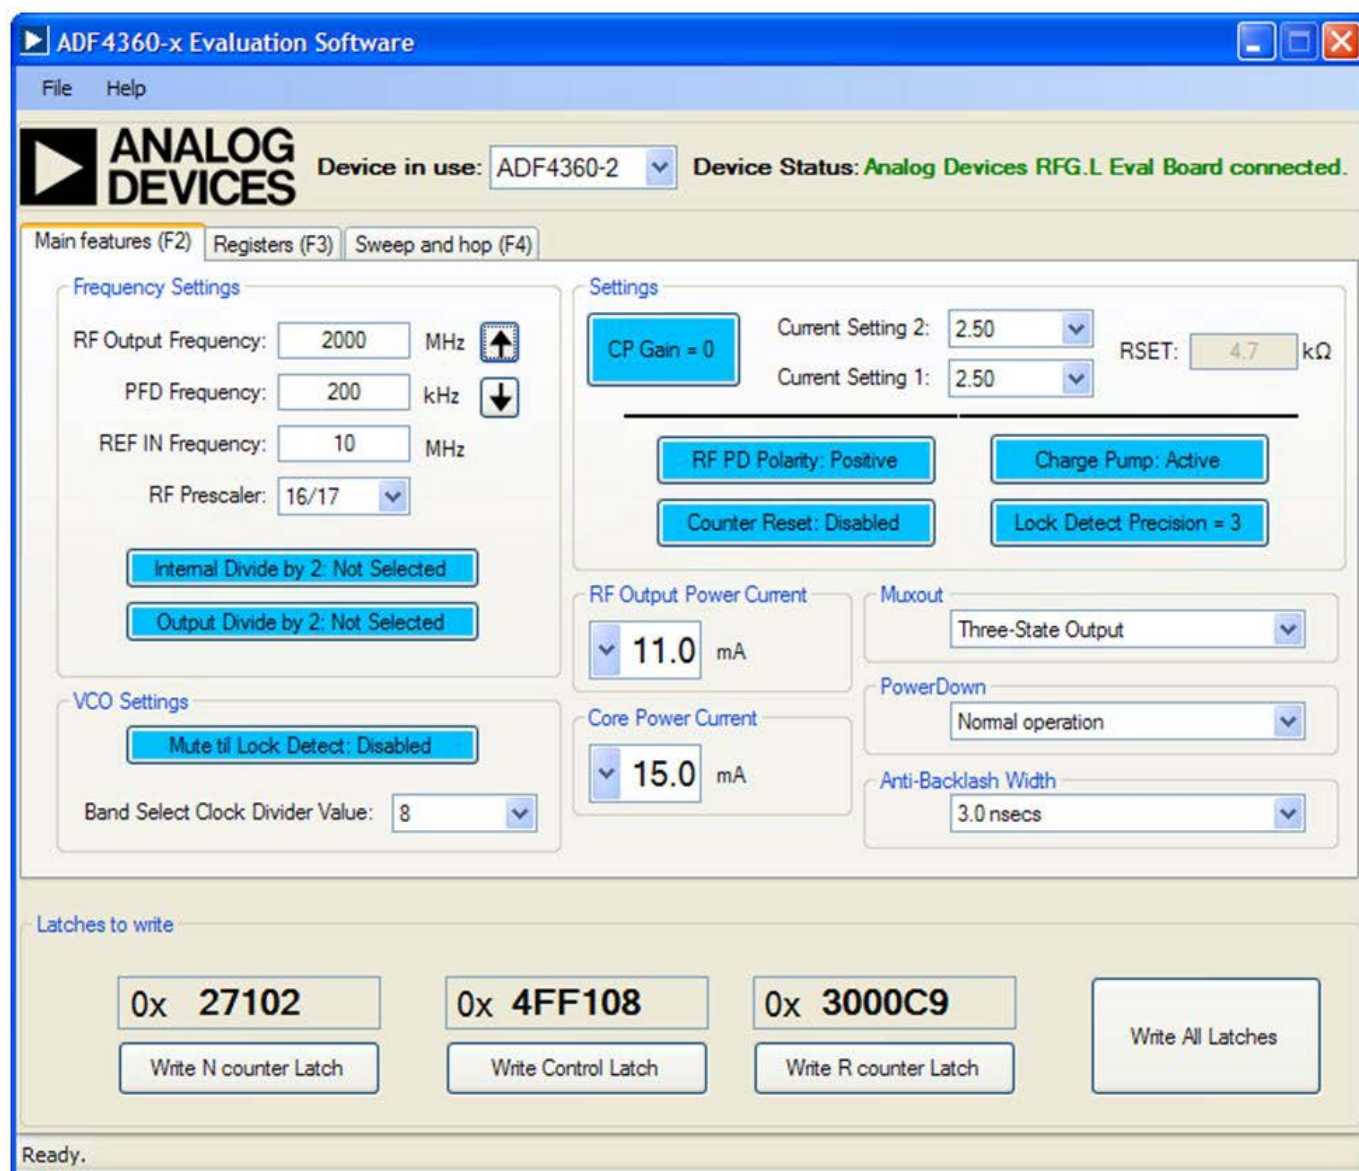 ADF4360-x Evaluation Software
File Help
ANALOG DEVICES
Device in use: ADF4360-2 Device Status: Analog Devices RFG.L Eval Board connected.
Main features (F2) Registers (F3) Sweep and hop (F4)
Frequency Settings
RF Output Frequency: 2000 MHz
PFD Frequency: 200 kHz
REF IN Frequency: 10 MHz
RF Prescaler: 16/17
Internal Divide by 2: Not Selected
Output Divide by 2: Not Selected
VCO Settings
Mute til Lock Detect: Disabled
Band Select Clock Divider Value: 8
Settings
CP Gain = 0
Current Setting 2: 2.50
Current Setting 1: 2.50
RSET: 4.7 kΩ
RF PD Polarity: Positive
Charge Pump: Active
Counter Reset: Disabled
Lock Detect Precision = 3
RF Output Power Current
11.0 mA
Core Power Current
15.0 mA
Muxout
Three-State Output
PowerDown
Normal operation
Anti-Backlash Width
3.0 nsecs
Latches to write
0x 27102
0x 4FF108
0x 3000C9
Write N counter Latch
Write Control Latch
Write R counter Latch
Write All Latches
Ready.